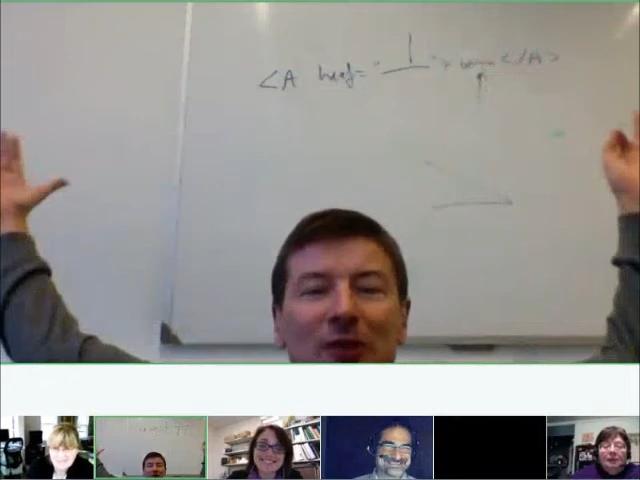 <A href=" " > </A>